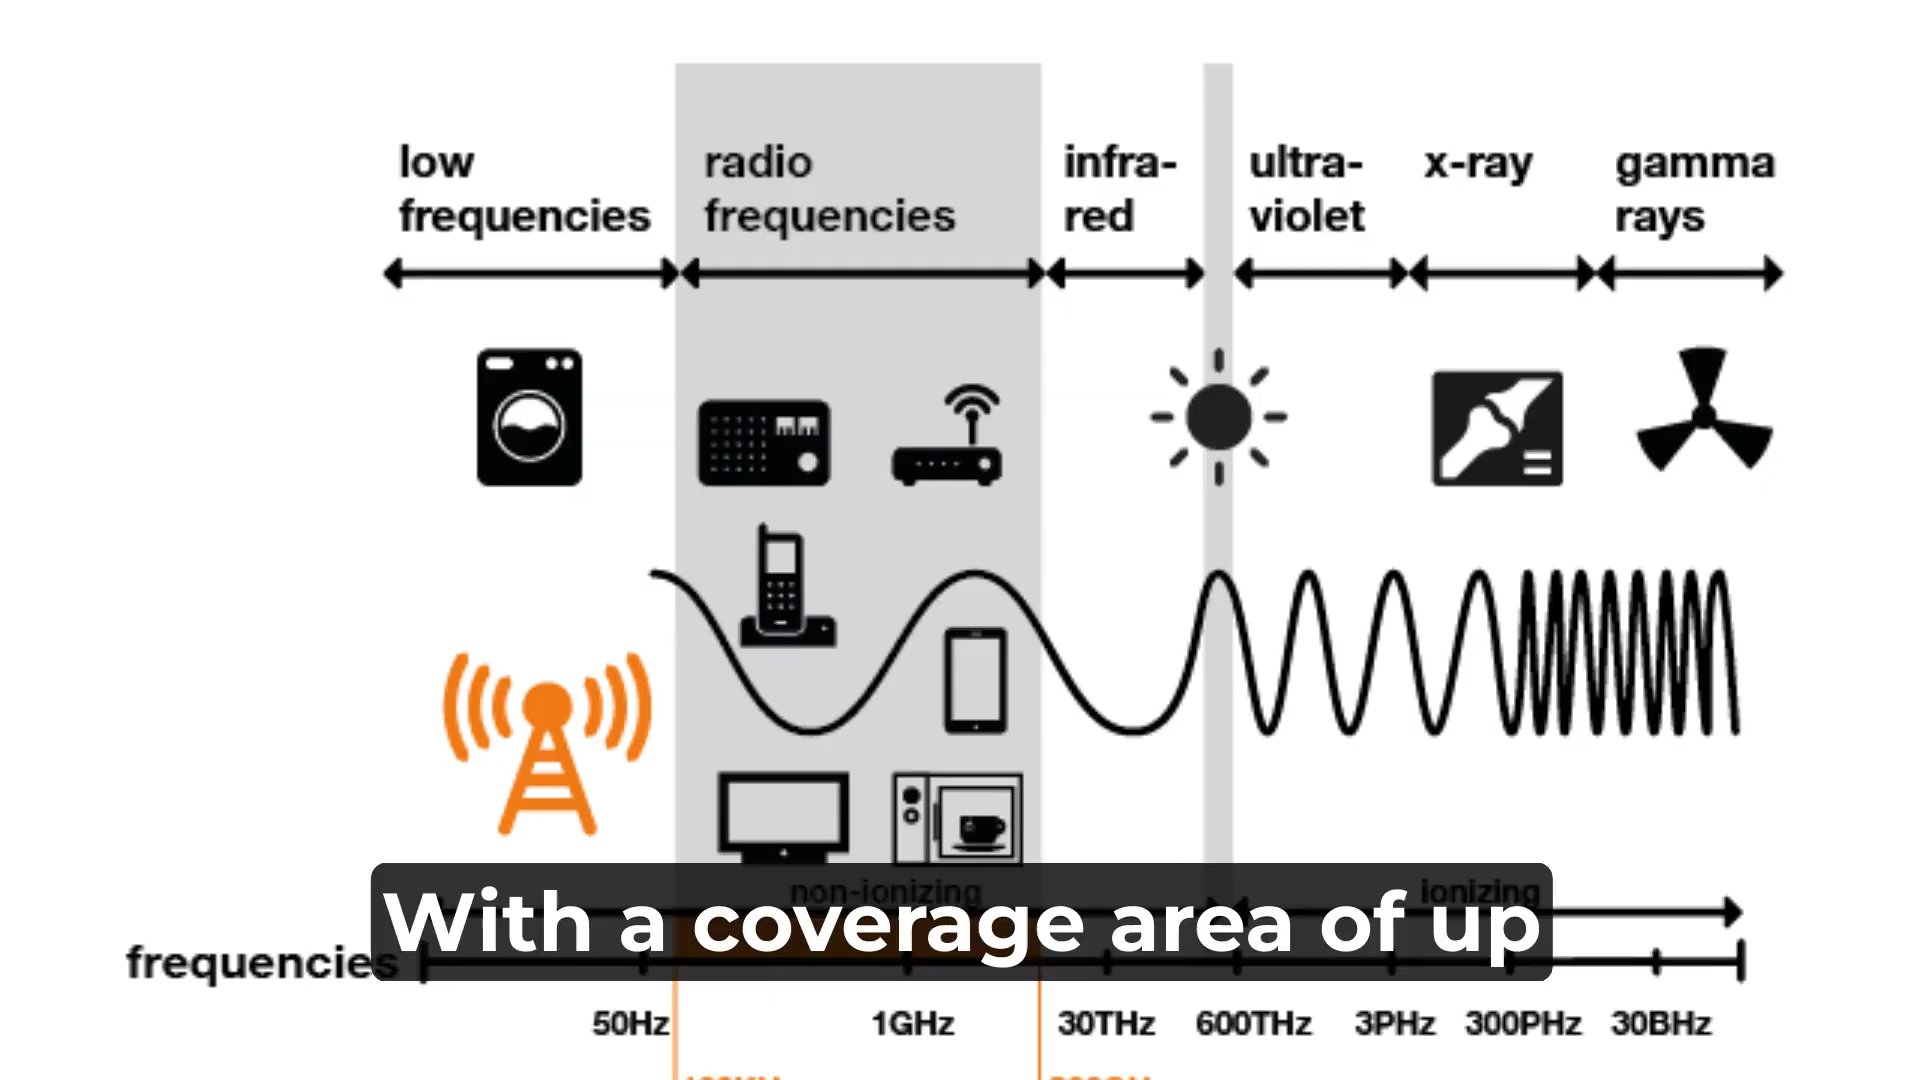 low
frequencies
radio
frequencies
infra-
red
ultra-
violet
x-ray
gamma
rays
non-ionizing
ionizing
With a coverage area of up
frequencies
50Hz
1GHz
30THz
600THz
3PHz
300PHz
30BHz